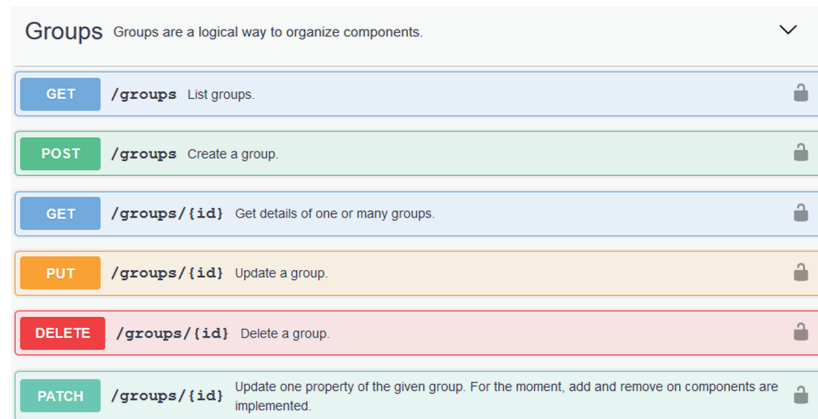 Groups Groups are a logical way to organize components.
GET /groups List groups.
POST /groups Create a group.
GET /groups/{id} Get details of one or many groups.
PUT /groups/{id} Update a group.
DELETE /groups/{id} Delete a group.
PATCH /groups/{id} Update one property of the given group. For the moment, add and remove on components are
implemented.